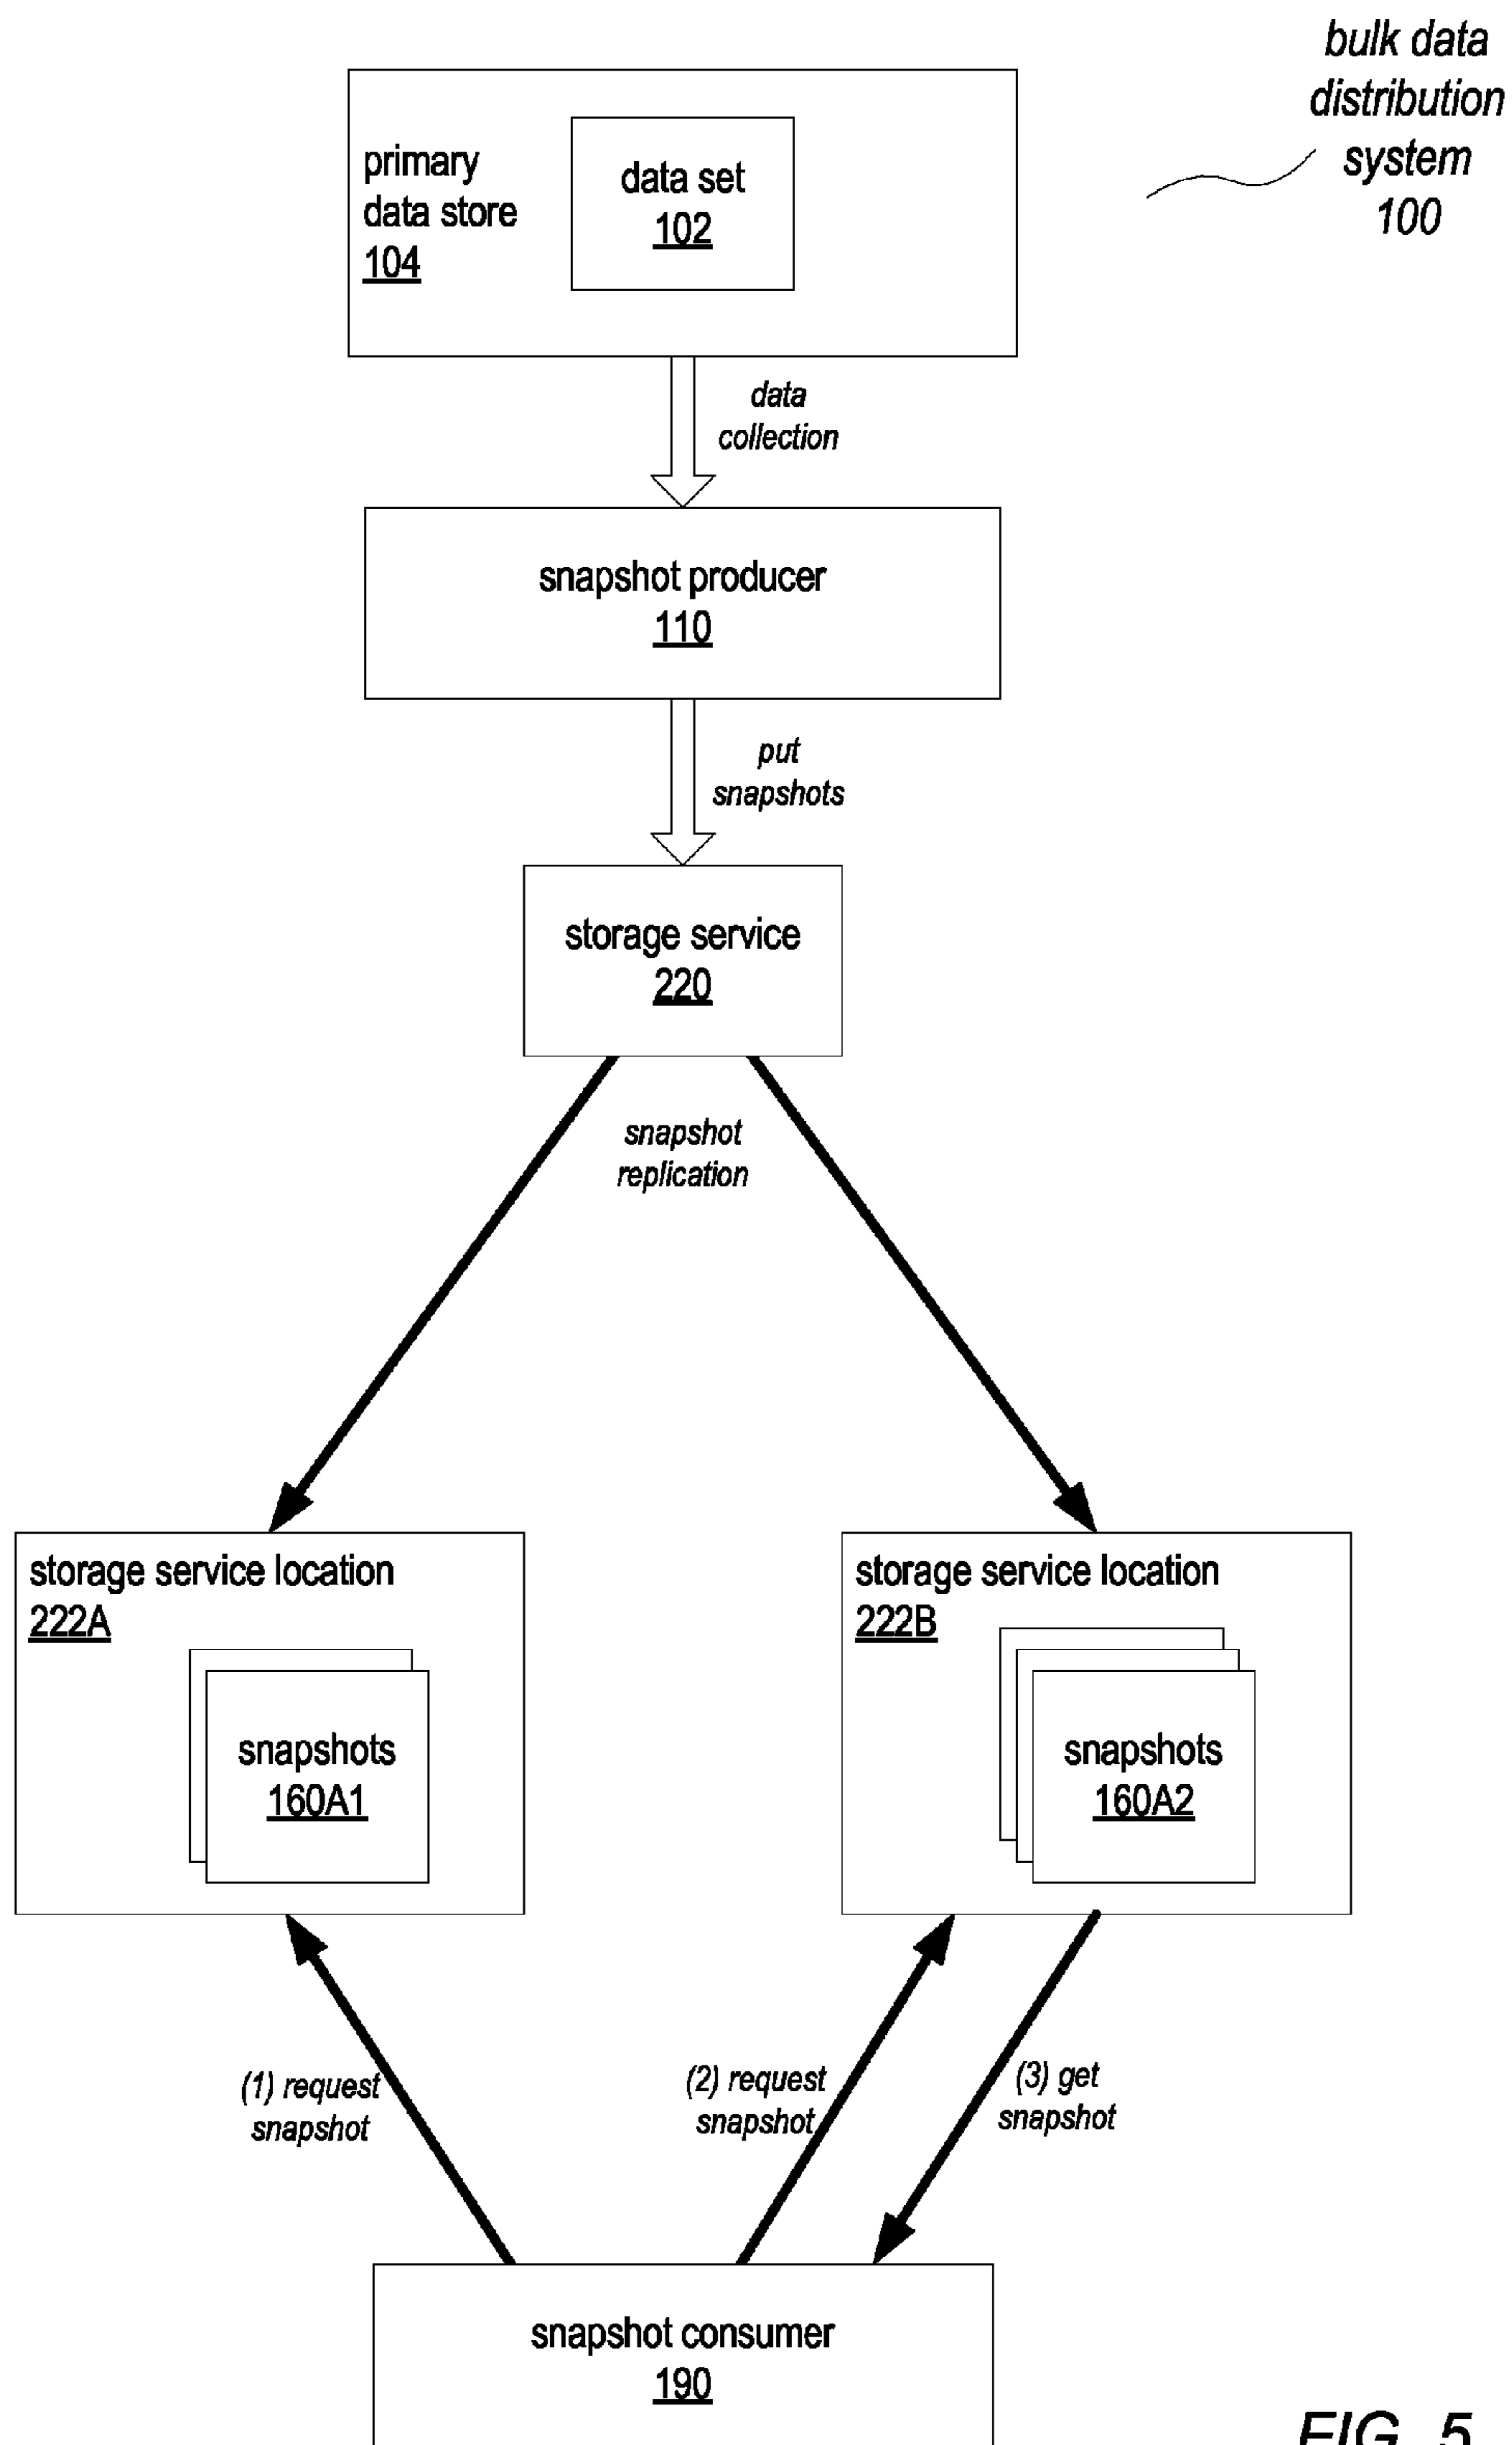 bulk data
distribution
system
100
primary
data store
104
data set
102
data
collection
snapshot producer
110
put
snapshots
storage service
220
snapshot
replication
storage service location
222A
snapshots
160A1
storage service location
222B
snapshots
160A2
(1) request
snapshot
(2) request
snapshot
(3) get
snapshot
snapshot consumer
190
FIG. 5